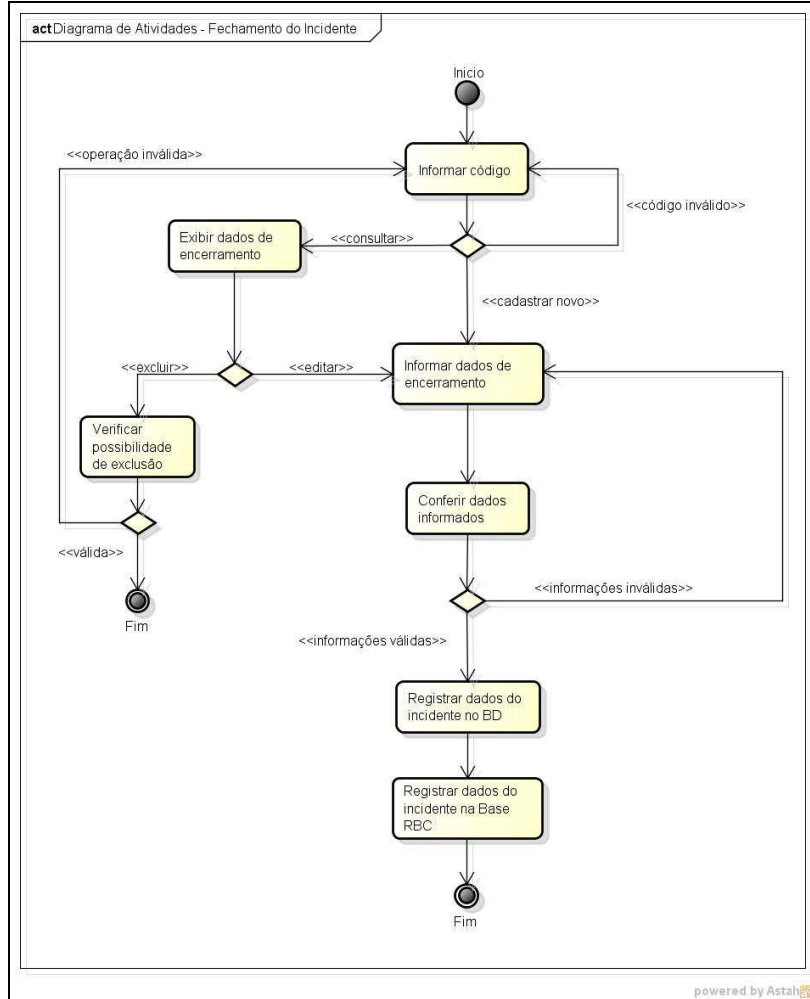 act Diagrama de Atividades - Fechamento do Incidente
Inicio
<<operação inválida>>
Informar código
<<código inválido>>
Exibir dados de
encerramento
<<consultar>>
<<cadastrar novo>>
<<excluir>>
<<editar>>
Informar dados de
encerramento
Verificar
possibilidade
de exclusão
Conferir dados
informados
<<válida>>
<<informações inválidas>>
Fim
<<informações válidas>>
Registrar dados do
incidente no BD
Registrar dados do
incidente na Base
RBC
Fim
powered by Astah